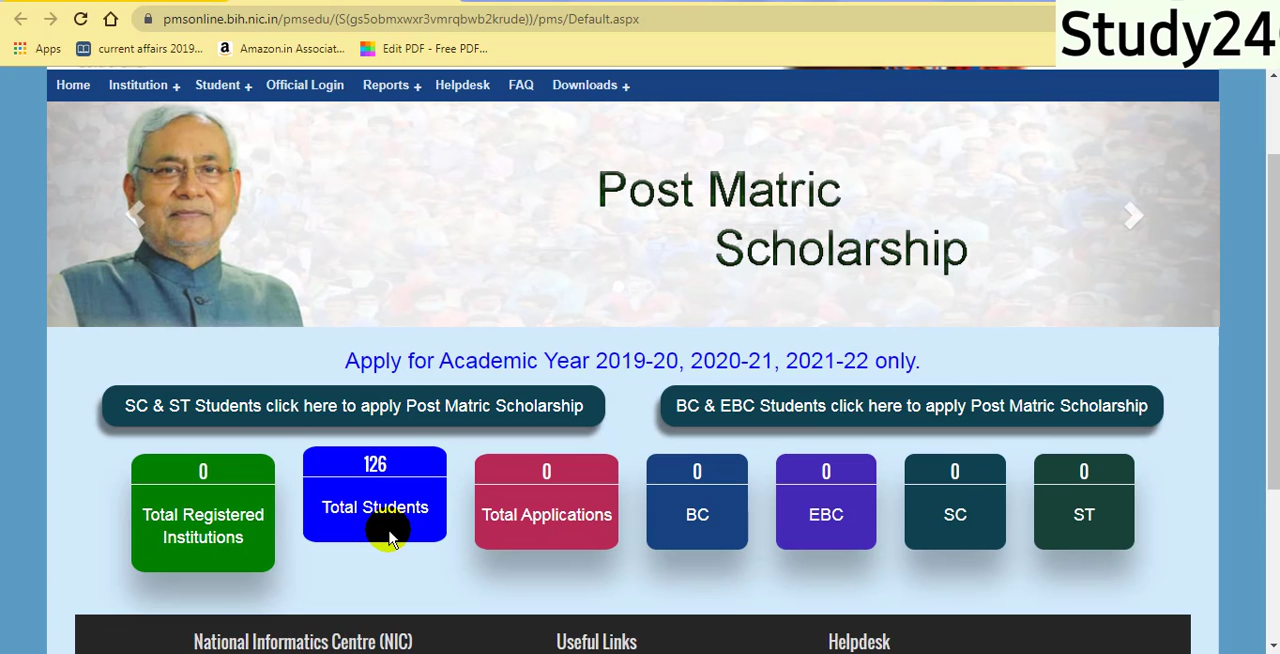 pmsonline.bih.nic.in/pmsedu/(S(gs5obmxwxr3vmrqbwb2krude))/pms/Default.aspx
Study24
Apps current affairs 2019... Amazon.in Associat... Edit PDF - Free PDF...
Home Institution + Student + Official Login Reports + Helpdesk FAQ Downloads +
Post Matric
Scholarship
Apply for Academic Year 2019-20, 2020-21, 2021-22 only.
SC & ST Students click here to apply Post Matric Scholarship
BC & EBC Students click here to apply Post Matric Scholarship
0
Total Registered
Institutions
126
Total Students
0
Total Applications
0
BC
0
EBC
0
SC
0
ST
National Informatics Centre (NIC) Useful Links Helpdesk